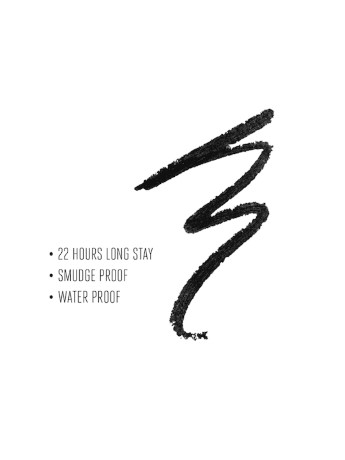 • 22 HOURS LONG STAY
• SMUDGE PROOF
• WATER PROOF